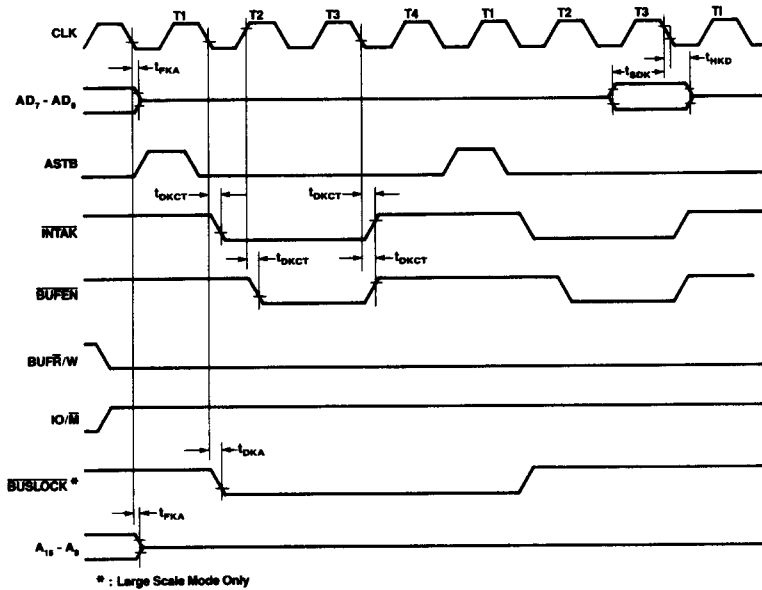 T1 T2 T3 T4 T1 T2 T3 TI
CLK
tFKA
tSDK
tHKD
AD7 - AD0
ASTB
tDKCT
tDKCT
INTAK
tDKCT
tDKCT
BUFEN
BUFR/W
IO/M
tDKA
BUSLOCK *
tFKA
A15 - A8
* : Large Scale Mode Only